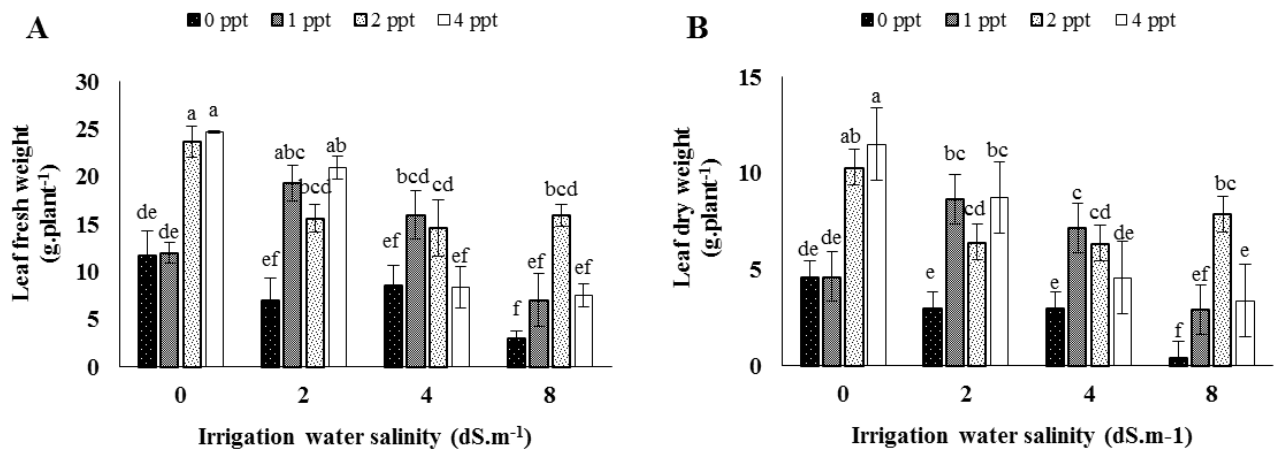 A
0 ppt 1 ppt 2 ppt 4 ppt
Leaf fresh weight
(g.plant⁻¹)
30
25
20
15
10
5
0
de de a a
ef abc bcd ab
ef bcd cd ef
f ef bcd ef
0 2 4 8
Irrigation water salinity (dS.m⁻¹)
B
0 ppt 1 ppt 2 ppt 4 ppt
Leaf dry weight
(g.plant⁻¹)
15
10
5
0
de de ab a
e bc cd bc
e c cd de
f ef bc e
0 2 4 8
Irrigation water salinity (dS.m-1)